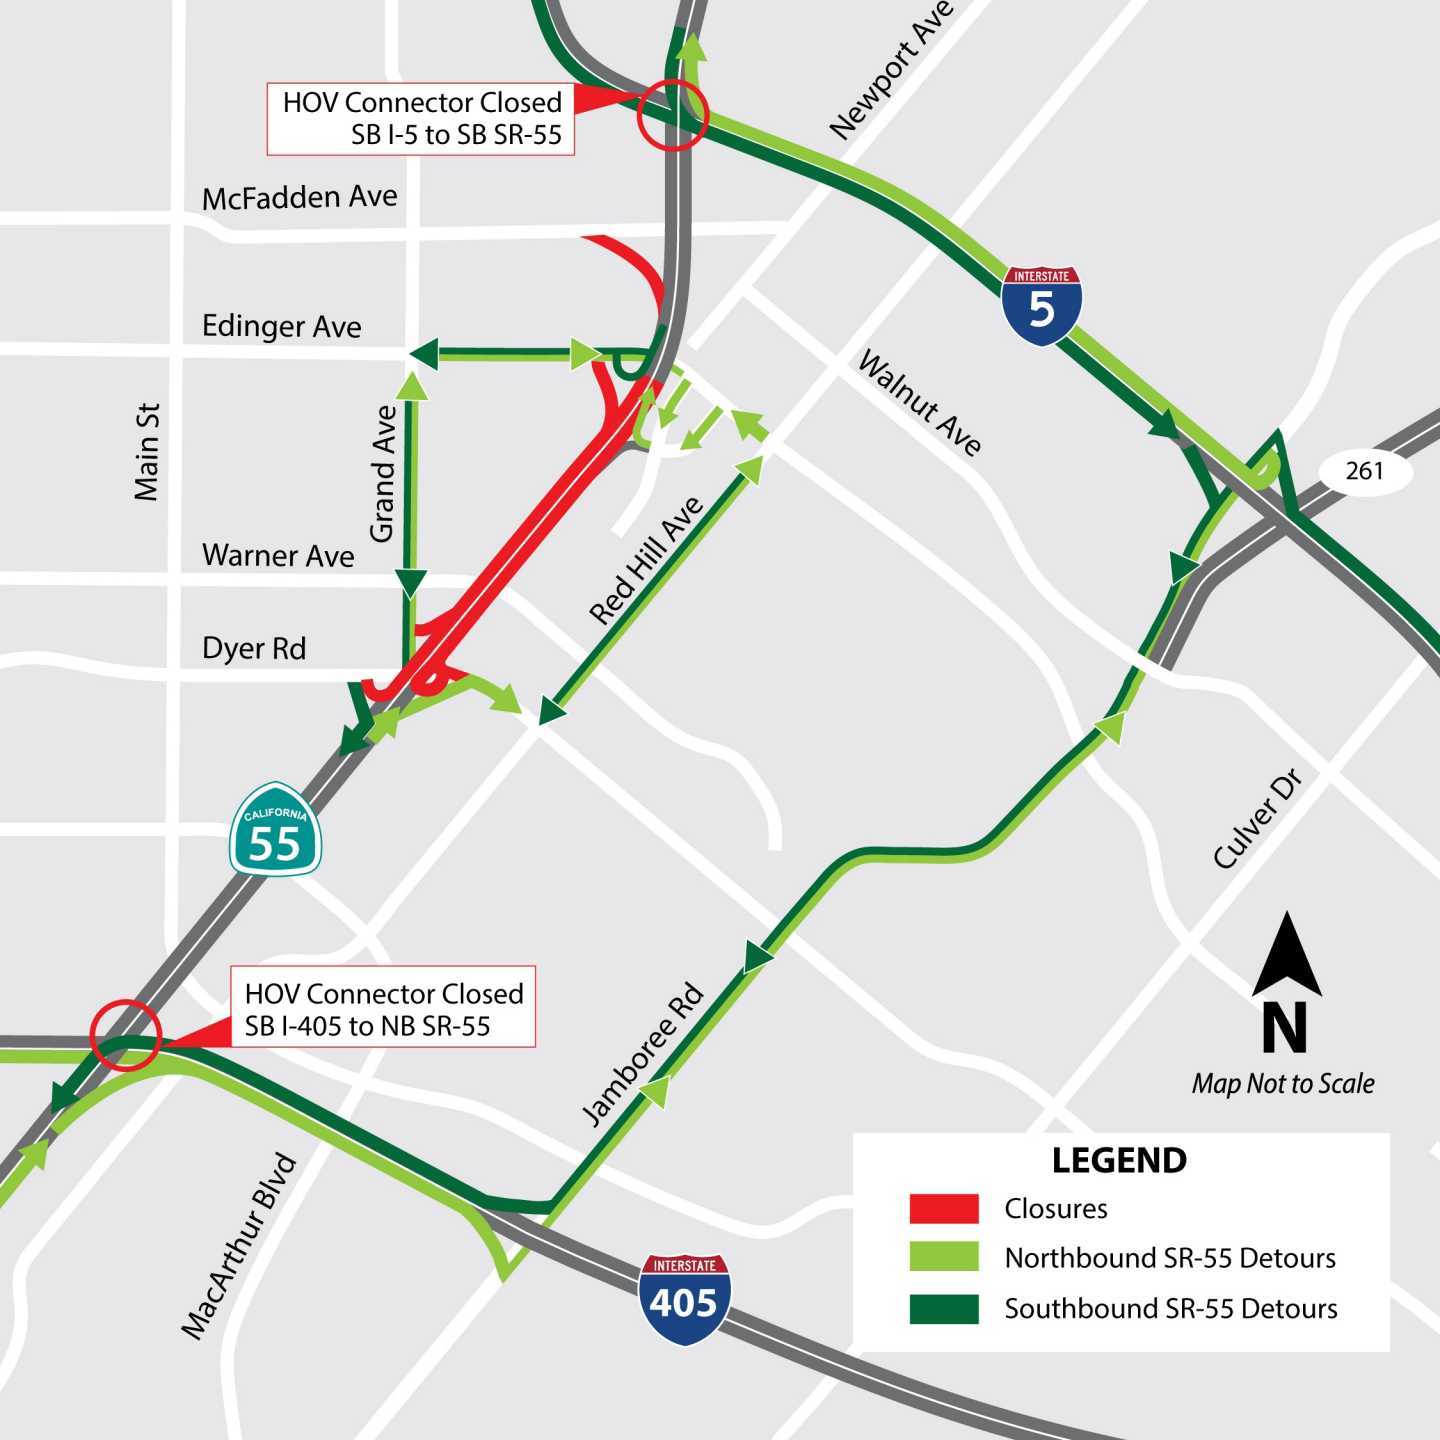 Newport Ave
HOV Connector Closed
SB I-5 to SB SR-55
McFadden Ave
INTERSTATE
5
Edinger Ave
Walnut Ave
Main St
Grand Ave
261
Red Hill Ave
Warner Ave
Dyer Rd
CALIFORNIA
55
Culver Dr
HOV Connector Closed
SB I-405 to NB SR-55
Jamboree Rd
N
Map Not to Scale
MacArthur Blvd
INTERSTATE
405
LEGEND
Closures
Northbound SR-55 Detours
Southbound SR-55 Detours